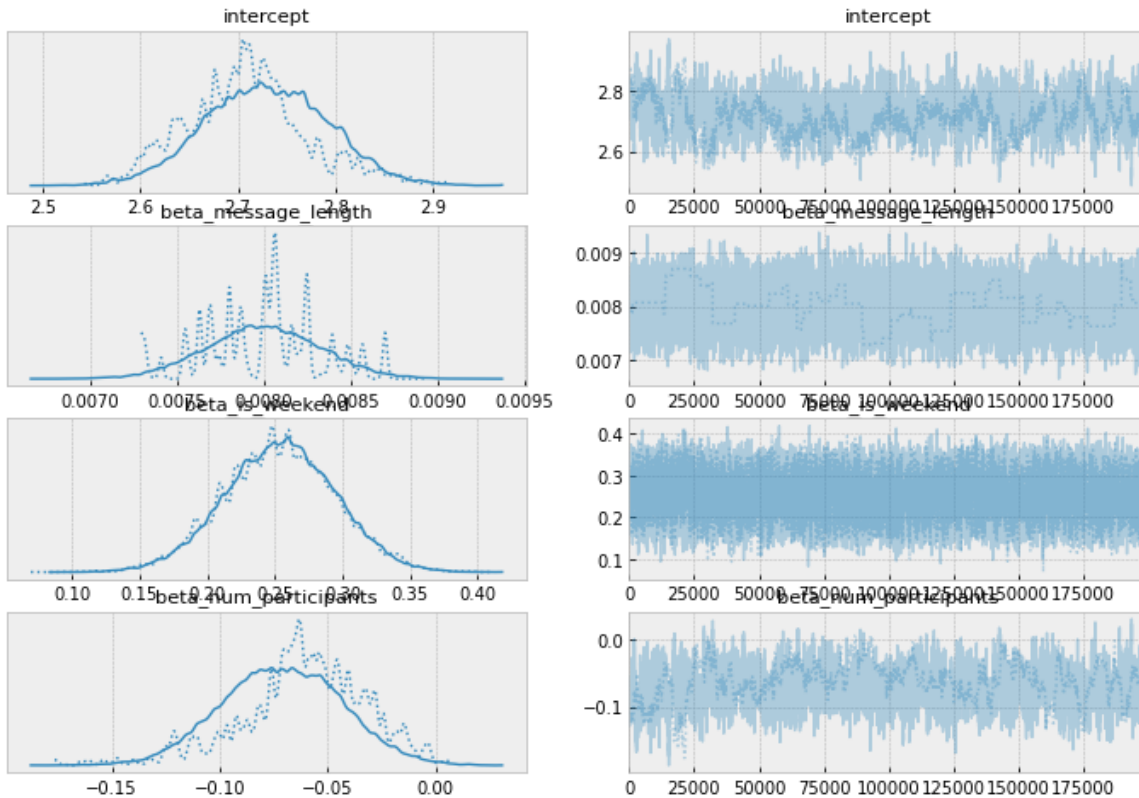 intercept
intercept
2.8
2.6
2.5 2.6 2.7 2.8 2.9
0 25000 50000 75000 100000 125000 150000 175000
beta_message_length
beta_message_length
0.009
0.008
0.007
0.0070 0.0075 0.0080 0.0085 0.0090 0.0095
0 25000 50000 75000 100000 125000 150000 175000
beta_is_weekend
beta_is_weekend
0.4
0.3
0.2
0.1
0.10 0.15 0.20 0.25 0.30 0.35 0.40
0 25000 50000 75000 100000 125000 150000 175000
beta_num_participants
beta_num_participants
0.0
−0.1
−0.15 −0.10 −0.05 0.00
0 25000 50000 75000 100000 125000 150000 175000